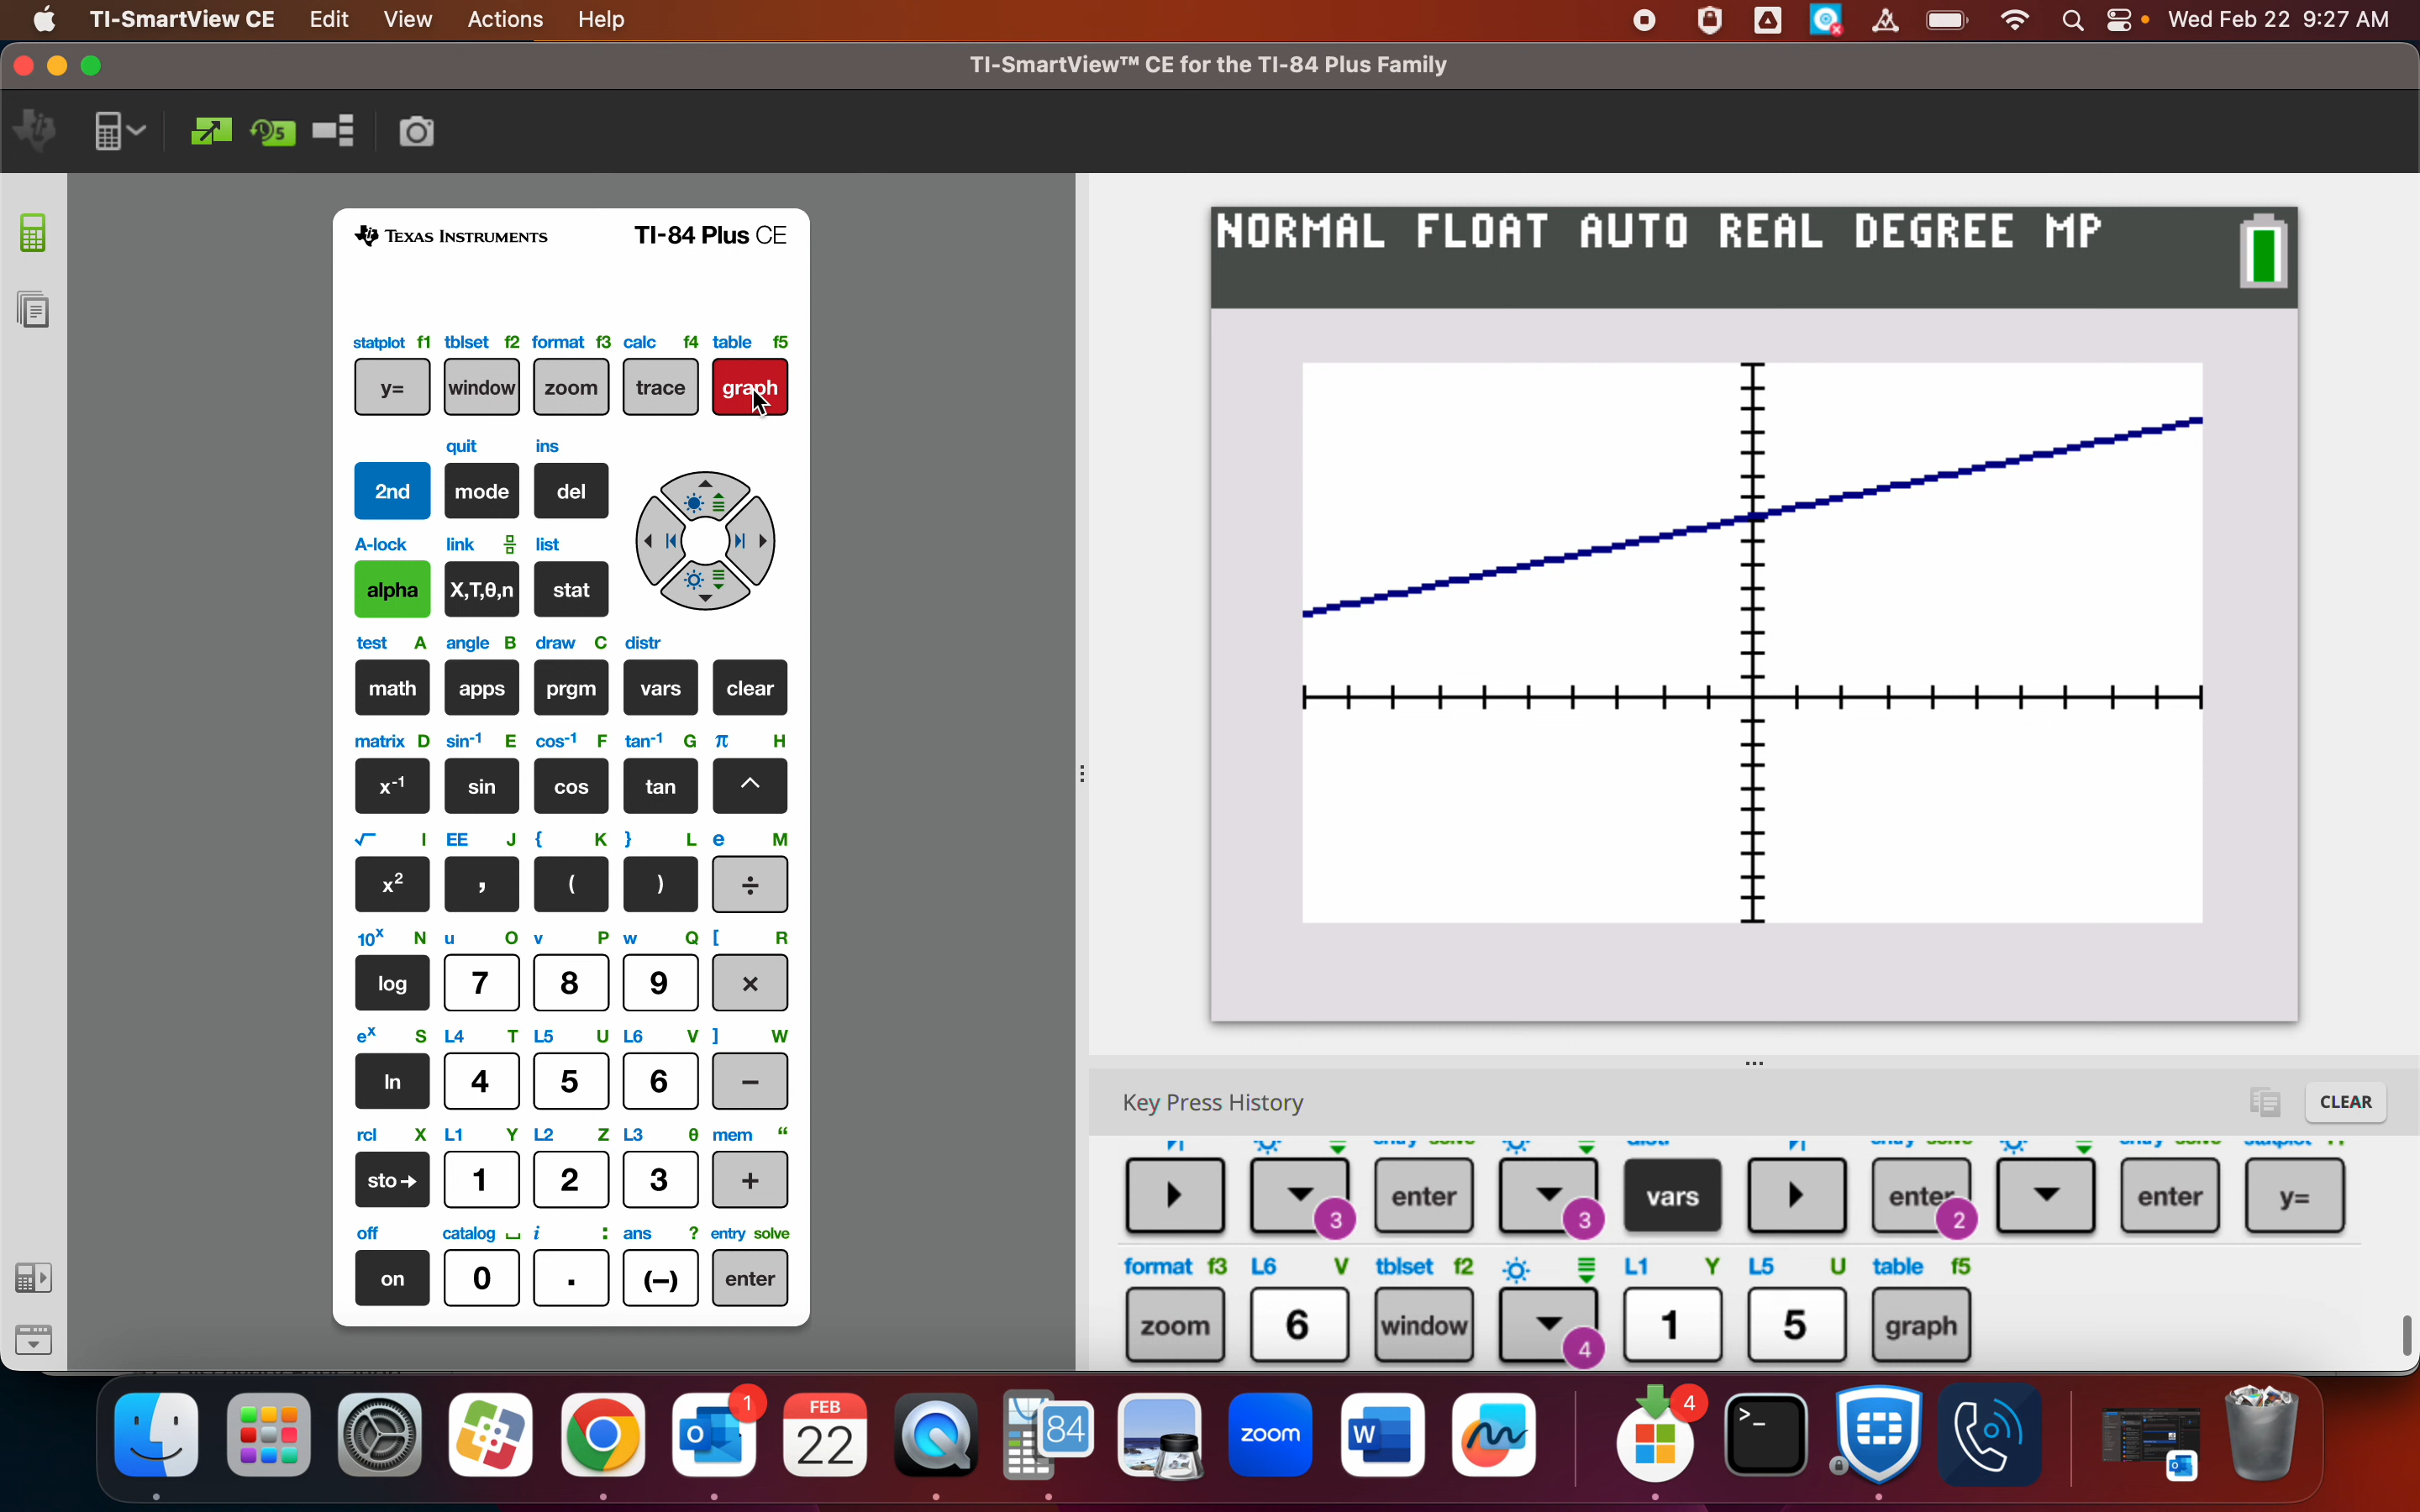 TI-SmartView CE Edit View Actions Help Wed Feb 22 9:27 AM
TI-SmartView™ CE for the TI-84 Plus Family
5
TEXAS INSTRUMENTS TI-84 Plus CE
statplot f1 tblset f2 format f3 calc f4 table f5
y= window zoom trace graph
quit ins
2nd mode del
A-lock link list
alpha X,T,θ,n stat
test A angle B draw C distr
math apps prgm vars clear
matrix D sin⁻¹ E cos⁻¹ F tan⁻¹ G π H
x⁻¹ sin cos tan ^
√ I EE J { K } L e M
x² , ( ) ÷
10ˣ N u O v P w Q [ R
log 7 8 9 ×
eˣ S L4 T L5 U L6 V ] W
ln 4 5 6 −
rcl X L1 Y L2 Z L3 θ mem “
sto→ 1 2 3 +
off catalog ⎵ i : ans ? entry solve
on 0 . (−) enter
NORMAL FLOAT AUTO REAL DEGREE MP
Key Press History CLEAR
3 enter 3 vars enter 2 enter y=
format f3 L6 V tblset f2 L1 Y L5 U table f5
zoom 6 window 4 1 5 graph
1 FEB 22 84 zoom W 4 >_
O